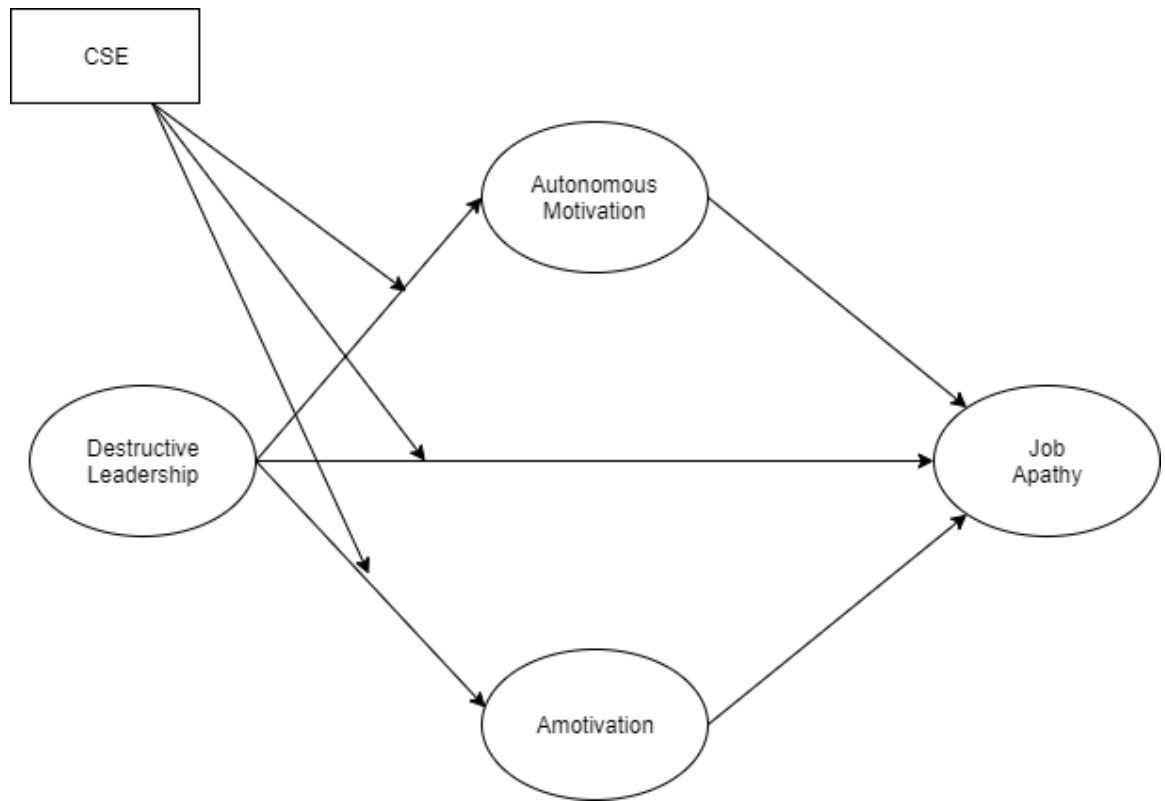 CSE
Autonomous
Motivation
Destructive
Leadership
Job
Apathy
Amotivation